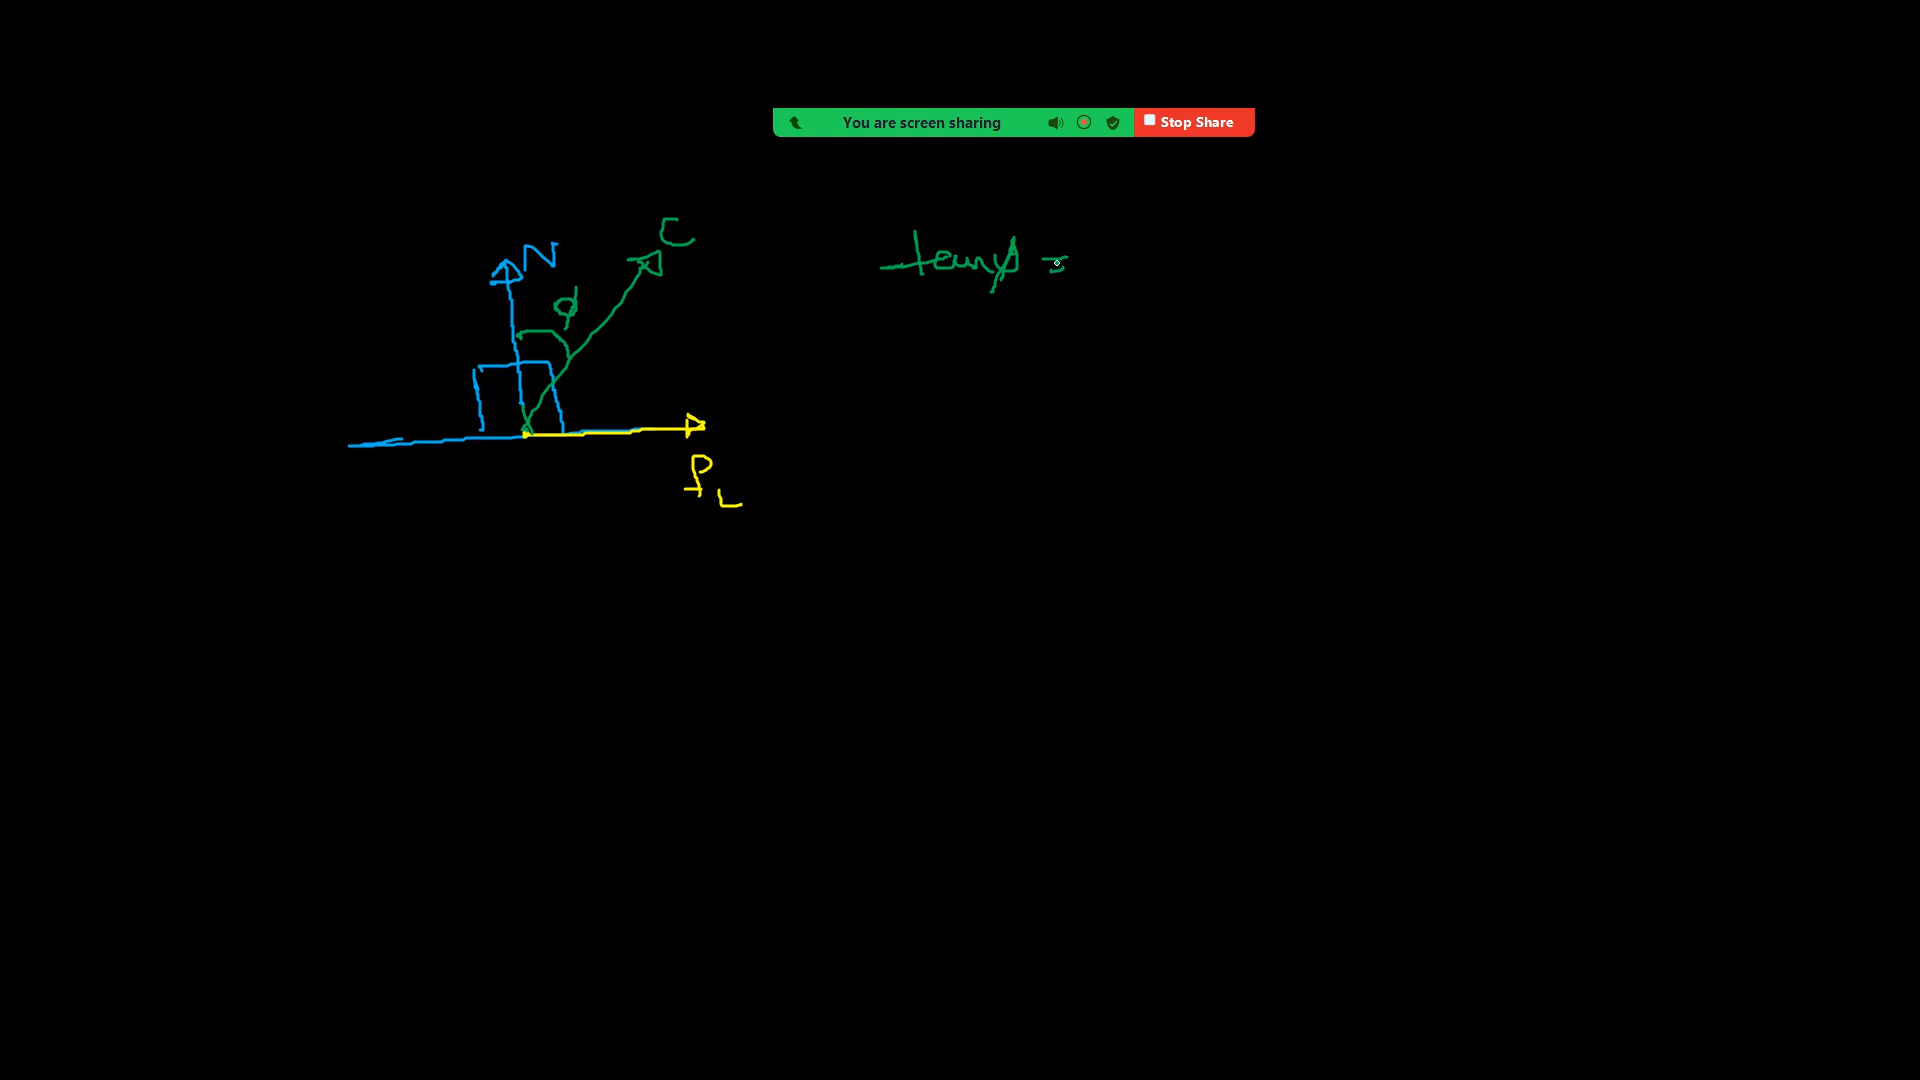 You are screen sharing Stop Share
N
C
ϕ
tanϕ =
P
L